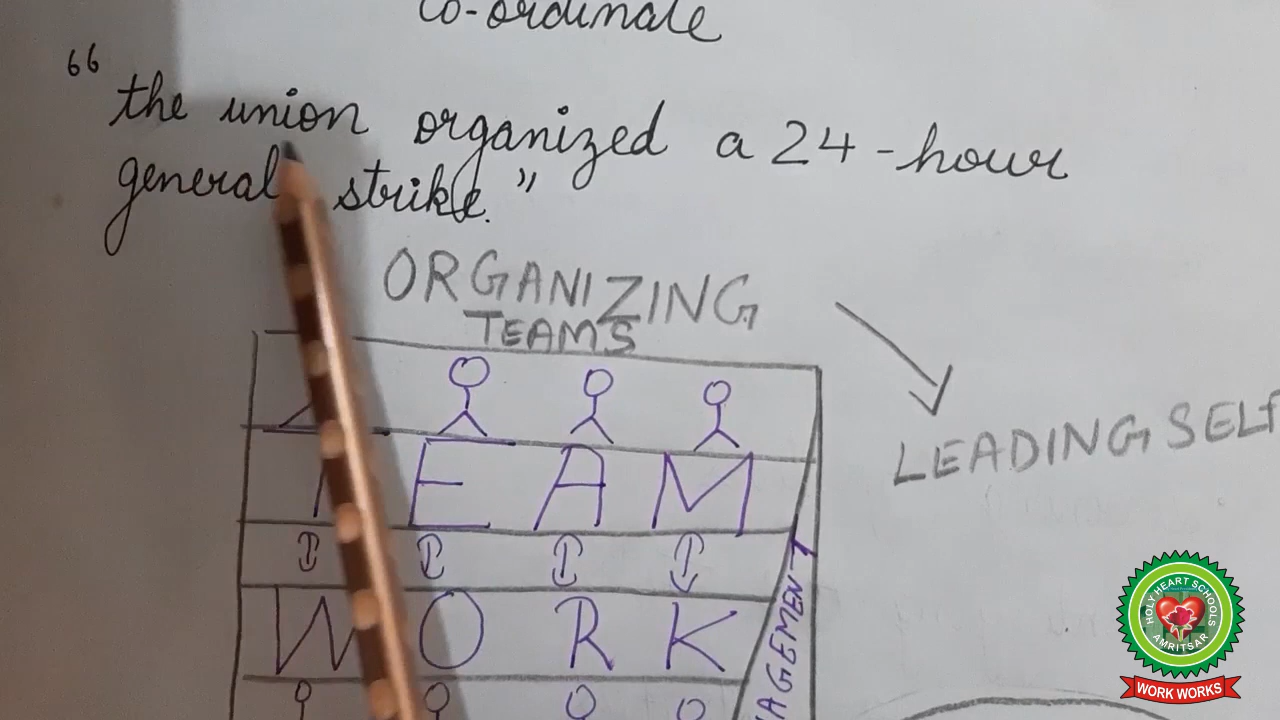 co-ordinate
“the union organized a 24-hour
general strike.”
ORGANIZING
TEAMS
LEADING SELF
TEAM
WORK
HOLY HEART SCHOOLS
AMRITSAR
WORK WORKS